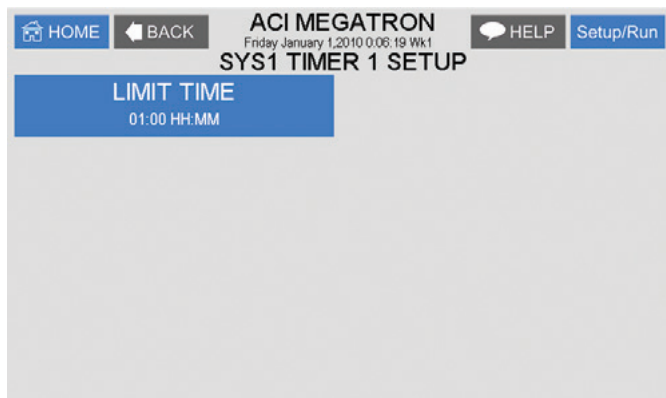 HOME
BACK
ACI MEGATRON
HELP
Setup/Run
Friday January 1,2010 0:06:19 Wk1
SYS1 TIMER 1 SETUP
LIMIT TIME
01:00 HH:MM